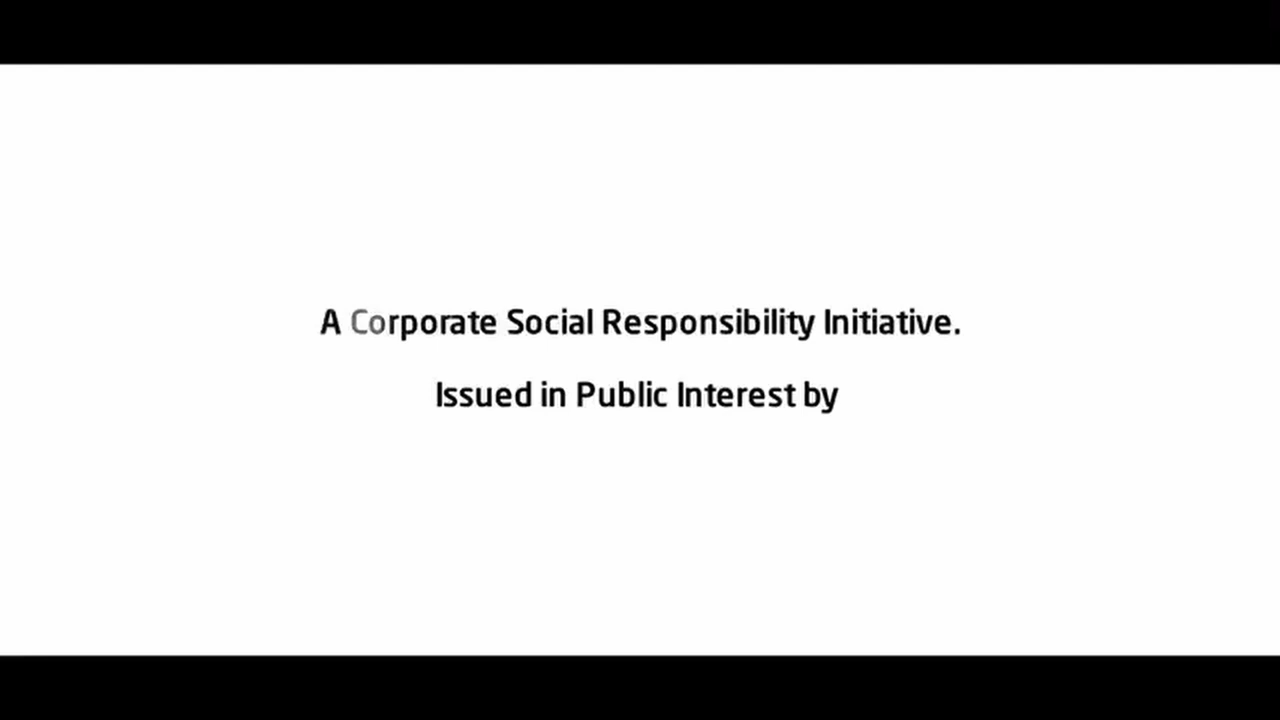 A Corporate Social Responsibility Initiative.
Issued in Public Interest by